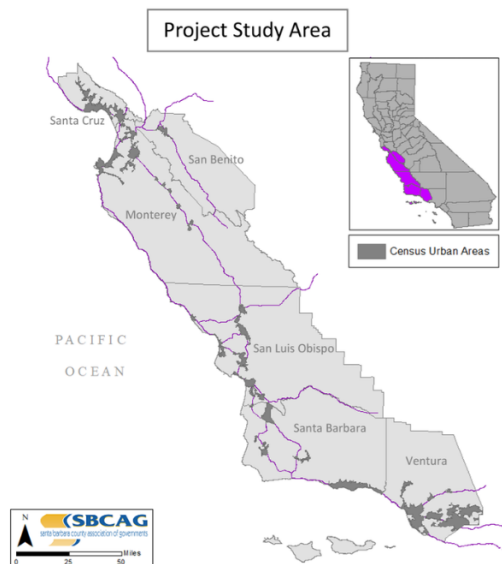 Project Study Area
Santa Cruz
San Benito
Monterey
Census Urban Areas
PACIFIC
OCEAN
San Luis Obispo
Santa Barbara
Ventura
SBCAG
santa barbara county association of governments
N
0 25 50
Miles